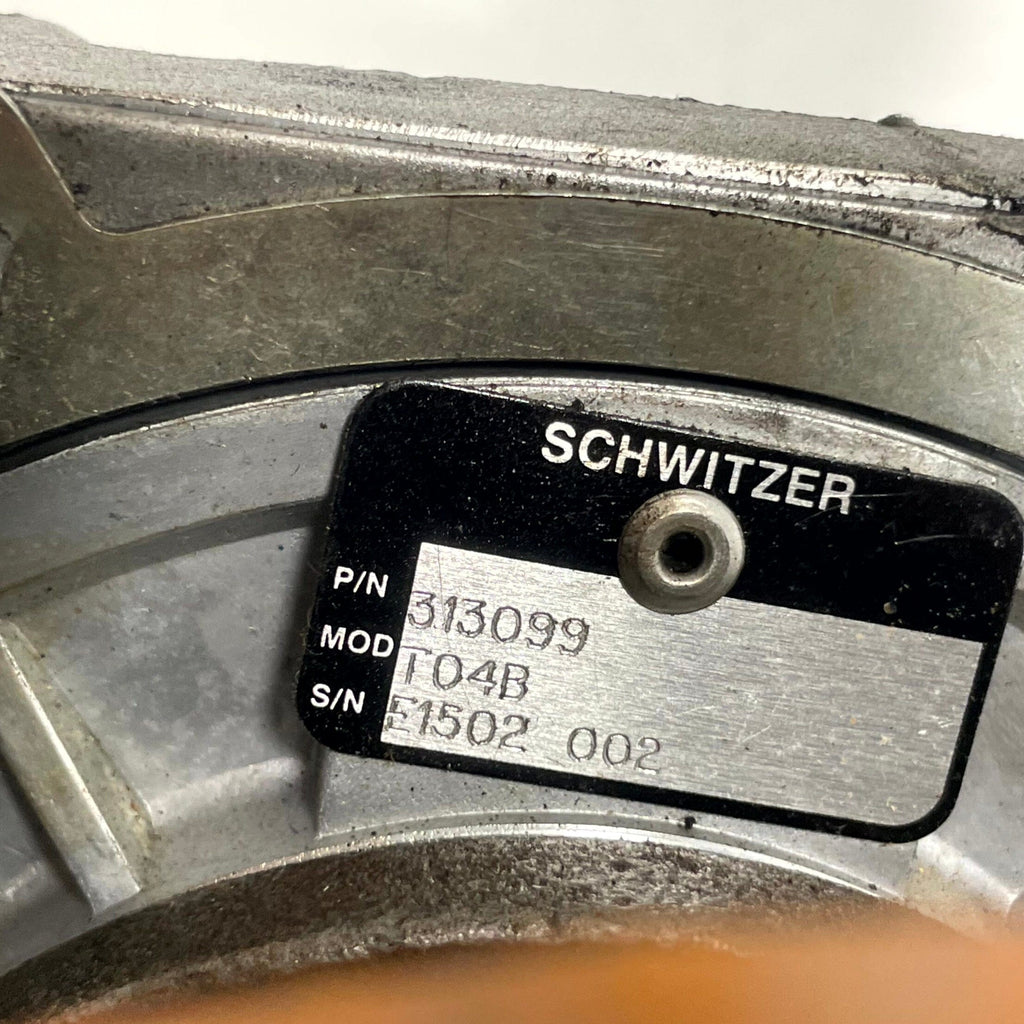 SCHWITZER
P/N 313099
MOD T04B
S/N E1502 002